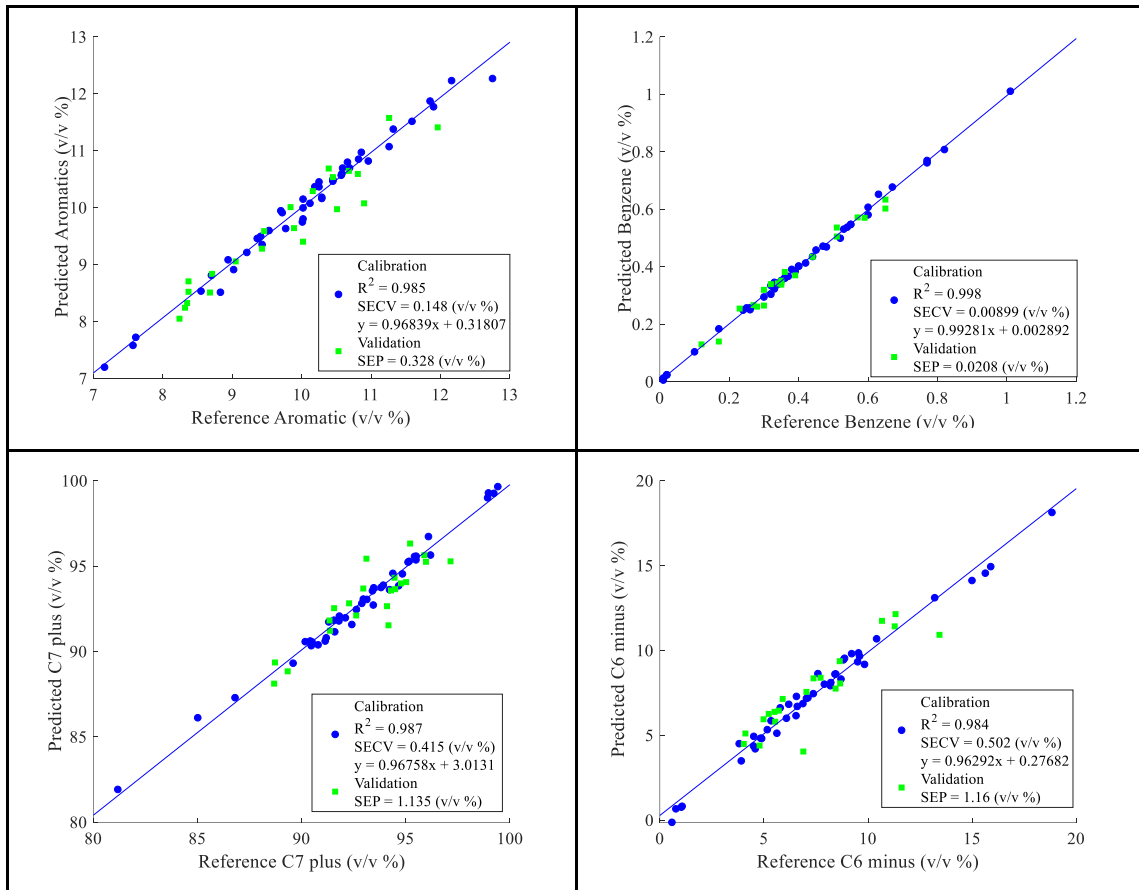 13
12
11
10
9
8
7
Predicted Aromatics (v/v %)
Calibration
R² = 0.985
SECV = 0.148 (v/v %)
y = 0.96839x + 0.31807
Validation
SEP = 0.328 (v/v %)
7 8 9 10 11 12 13
Reference Aromatic (v/v %)
1.2
1
0.8
0.6
0.4
0.2
0
Predicted Benzene (v/v %)
Calibration
R² = 0.998
SECV = 0.00899 (v/v %)
y = 0.99281x + 0.002892
Validation
SEP = 0.0208 (v/v %)
0 0.2 0.4 0.6 0.8 1 1.2
Reference Benzene (v/v %)
100
95
90
85
80
Predicted C7 plus (v/v %)
Calibration
R² = 0.987
SECV = 0.415 (v/v %)
y = 0.96758x + 3.0131
Validation
SEP = 1.135 (v/v %)
80 85 90 95 100
Reference C7 plus (v/v %)
20
15
10
5
0
Predicted C6 minus (v/v %)
Calibration
R² = 0.984
SECV = 0.502 (v/v %)
y = 0.96292x + 0.27682
Validation
SEP = 1.16 (v/v %)
0 5 10 15 20
Reference C6 minus (v/v %)